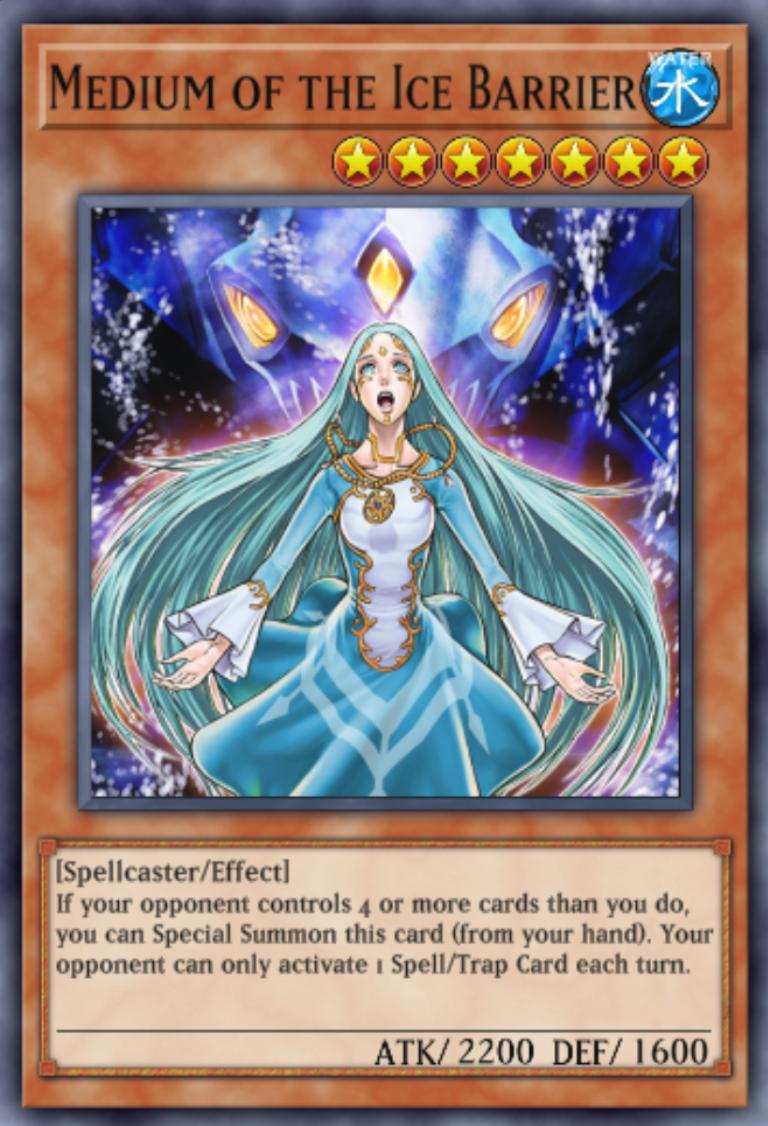 Medium of the Ice Barrier
WATER
水
[Spellcaster/Effect]
If your opponent controls 4 or more cards than you do,
you can Special Summon this card (from your hand). Your
opponent can only activate 1 Spell/Trap Card each turn.
ATK/ 2200 DEF/ 1600